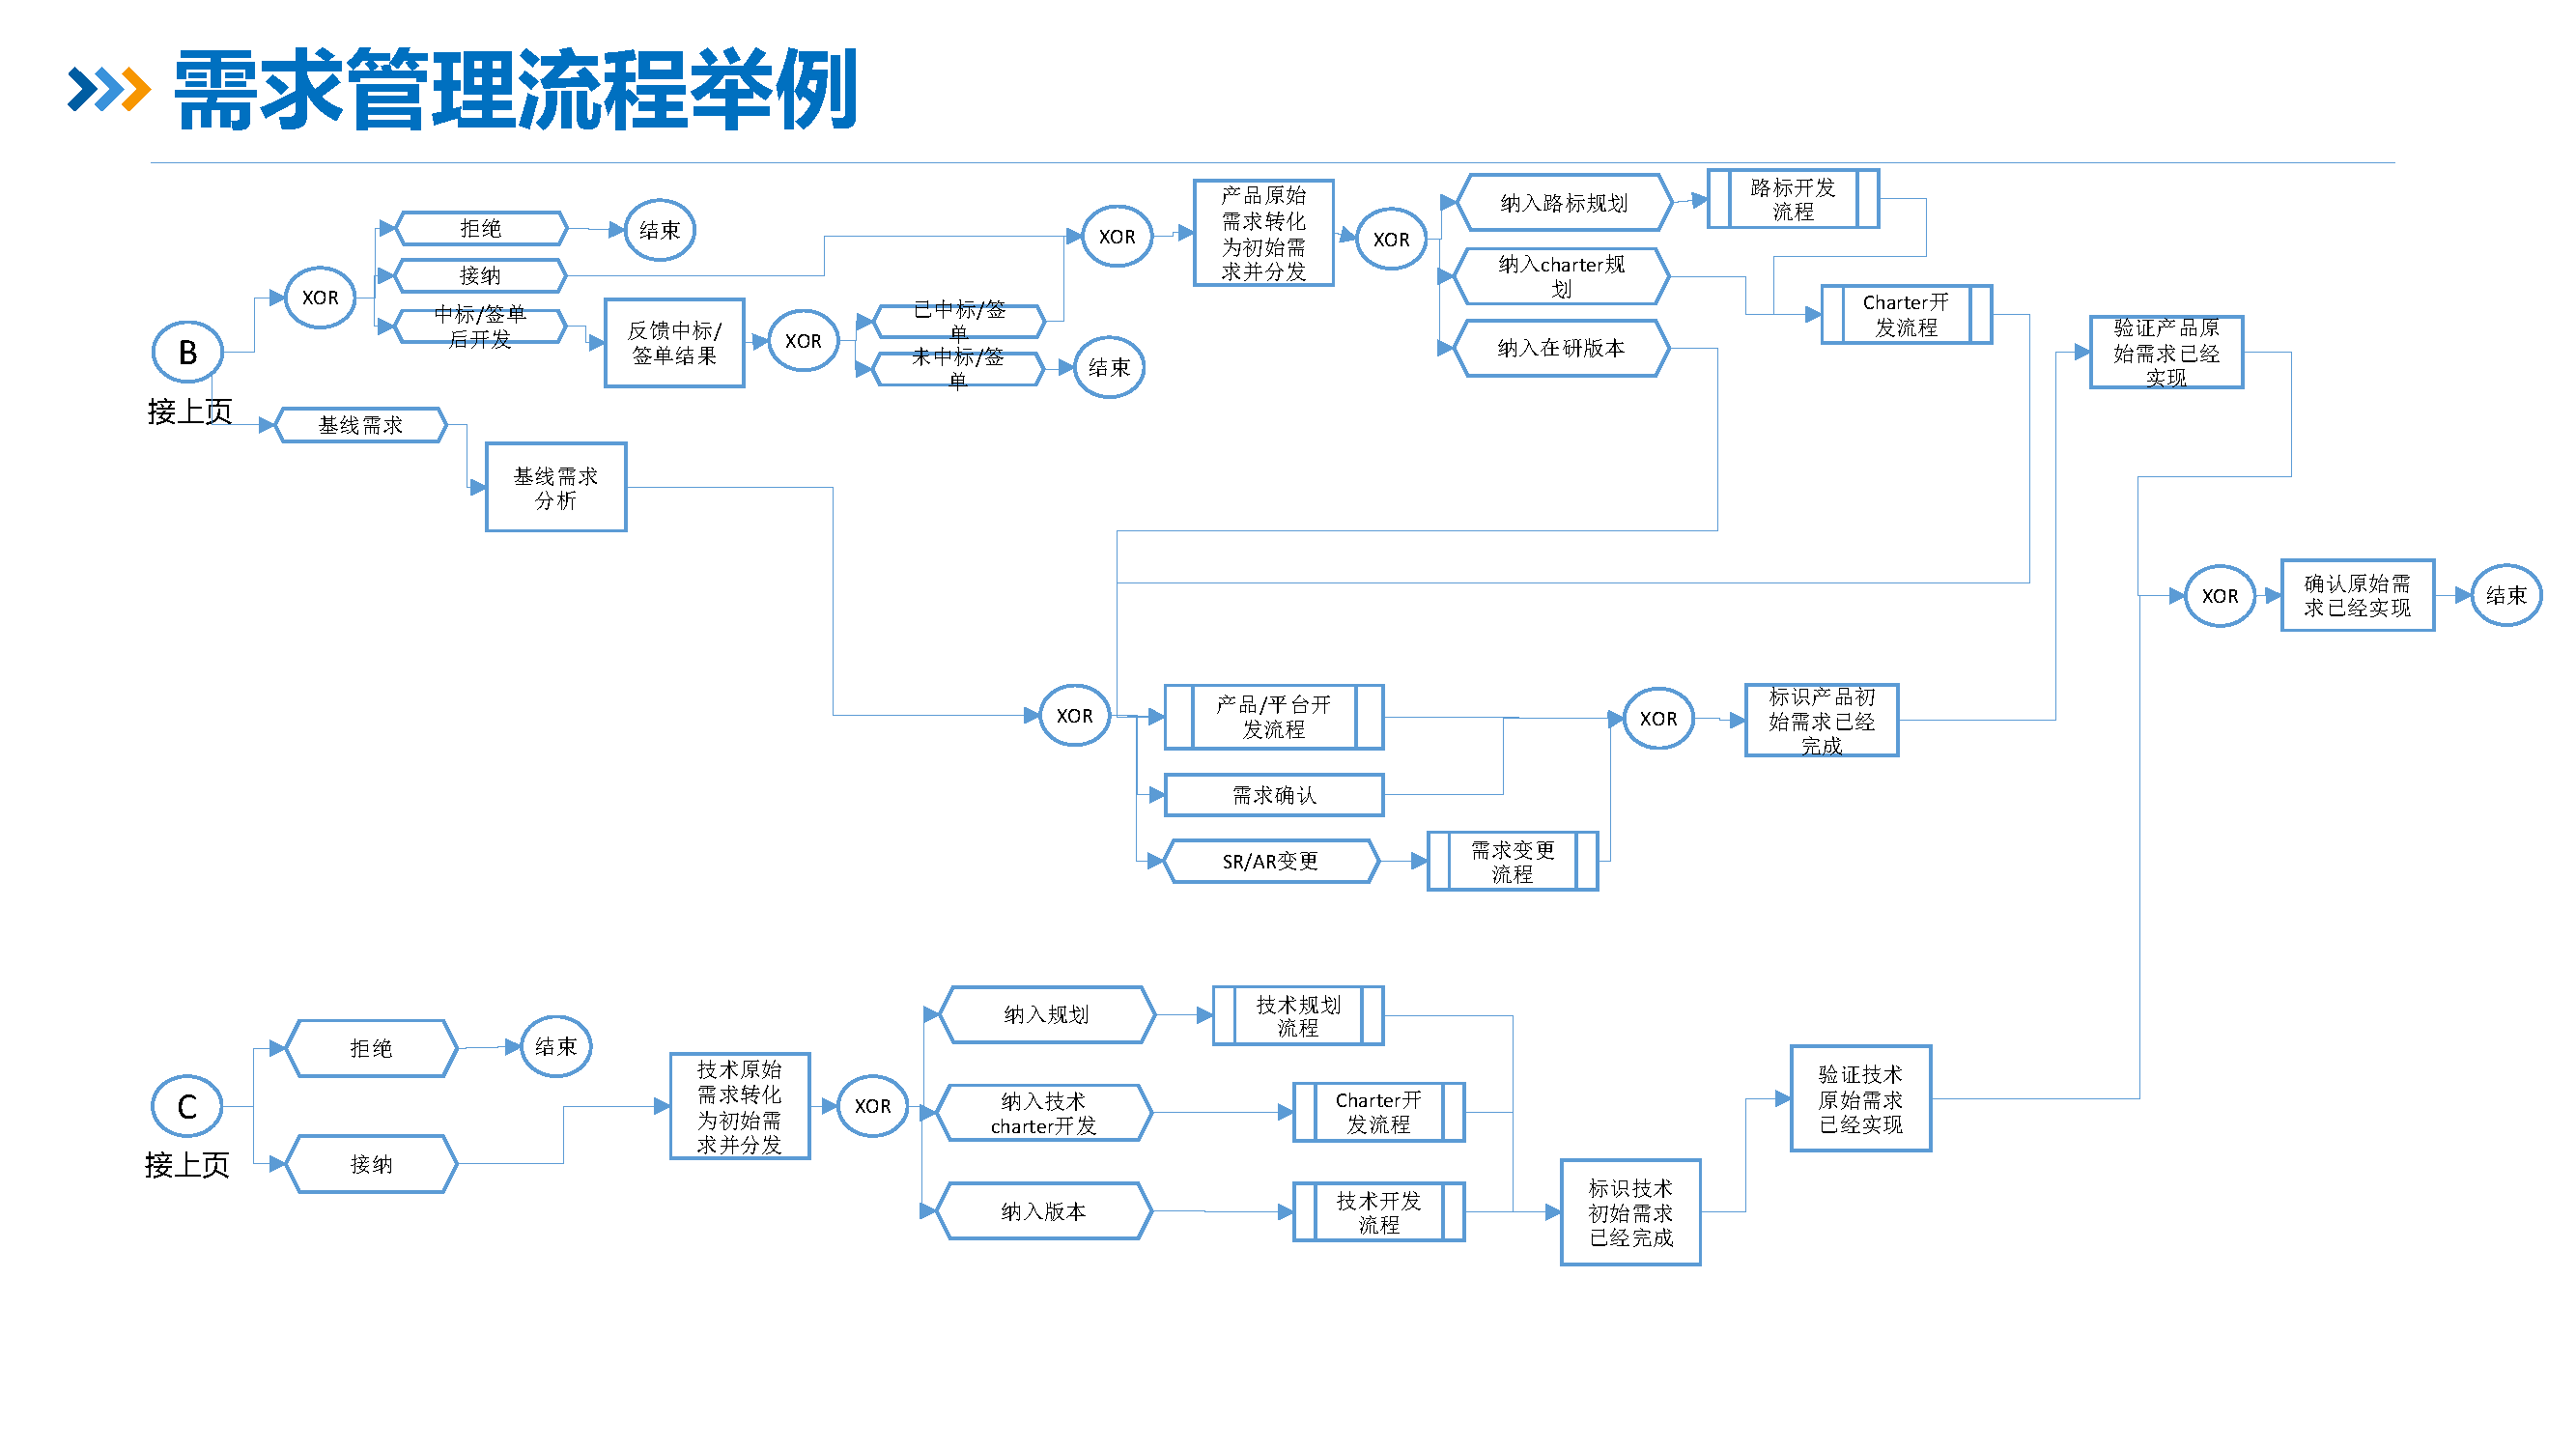 需求管理流程举例
B
接上页
XOR
拒绝
结束
接纳
中标/签单
后开发
反馈中标/
签单结果
XOR
已中标/签
单
未中标/签
单
结束
XOR
产品原始
需求转化
为初始需
求并分发
XOR
纳入路标规划
路标开发
流程
纳入charter规
划
Charter开
发流程
纳入在研版本
验证产品原
始需求已经
实现
基线需求
基线需求
分析
XOR
产品/平台开
发流程
需求确认
SR/AR变更
需求变更
流程
XOR
标识产品初
始需求已经
完成
XOR
确认原始需
求已经实现
结束
C
接上页
拒绝
结束
接纳
技术原始
需求转化
为初始需
求并分发
XOR
纳入规划
技术规划
流程
纳入技术
charter开发
Charter开
发流程
纳入版本
技术开发
流程
标识技术
初始需求
已经完成
验证技术
原始需求
已经实现